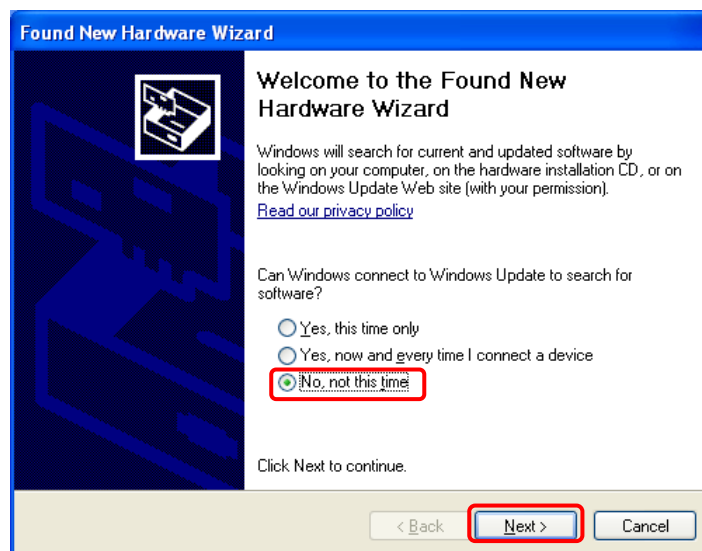 Found New Hardware Wizard
Welcome to the Found New
Hardware Wizard
Windows will search for current and updated software by
looking on your computer, on the hardware installation CD, or on
the Windows Update Web site (with your permission).
Read our privacy policy
Can Windows connect to Windows Update to search for
software?
Yes, this time only
Yes, now and every time I connect a device
No, not this time
Click Next to continue.
< Back Next > Cancel